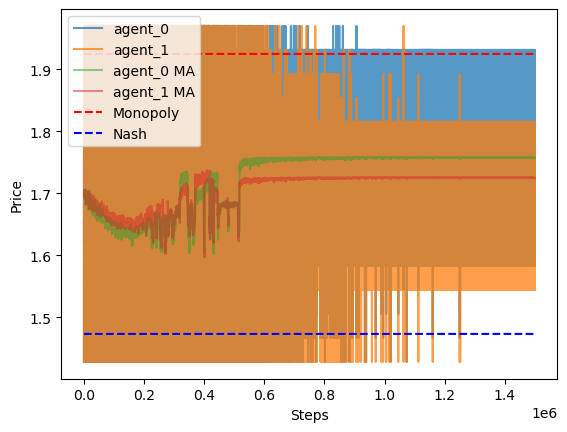 agent_0
agent_1
agent_0 MA
agent_1 MA
Monopoly
Nash
1.9
1.8
1.7
1.6
1.5
Price
0.0 0.2 0.4 0.6 0.8 1.0 1.2 1.4
1e6
Steps